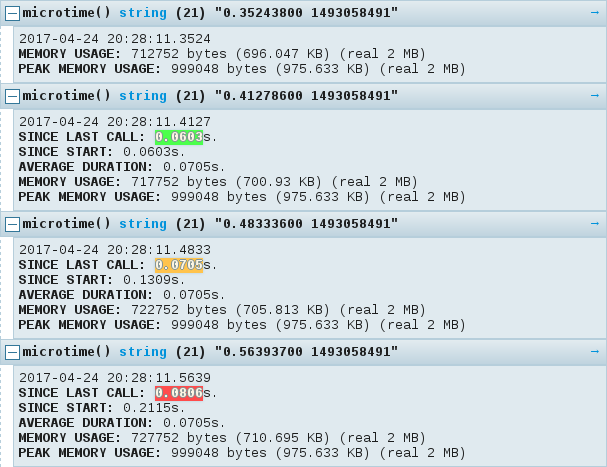 microtime() string (21) "0.35243800 1493058491" →
2017-04-24 20:28:11.3524
MEMORY USAGE: 712752 bytes (696.047 KB) (real 2 MB)
PEAK MEMORY USAGE: 999048 bytes (975.633 KB) (real 2 MB)
microtime() string (21) "0.41278600 1493058491" →
2017-04-24 20:28:11.4127
SINCE LAST CALL: 0.0603s.
SINCE START: 0.0603s.
AVERAGE DURATION: 0.0705s.
MEMORY USAGE: 717752 bytes (700.93 KB) (real 2 MB)
PEAK MEMORY USAGE: 999048 bytes (975.633 KB) (real 2 MB)
microtime() string (21) "0.48333600 1493058491" →
2017-04-24 20:28:11.4833
SINCE LAST CALL: 0.0705s.
SINCE START: 0.1309s.
AVERAGE DURATION: 0.0705s.
MEMORY USAGE: 722752 bytes (705.813 KB) (real 2 MB)
PEAK MEMORY USAGE: 999048 bytes (975.633 KB) (real 2 MB)
microtime() string (21) "0.56393700 1493058491" →
2017-04-24 20:28:11.5639
SINCE LAST CALL: 0.0806s.
SINCE START: 0.2115s.
AVERAGE DURATION: 0.0705s.
MEMORY USAGE: 727752 bytes (710.695 KB) (real 2 MB)
PEAK MEMORY USAGE: 999048 bytes (975.633 KB) (real 2 MB)